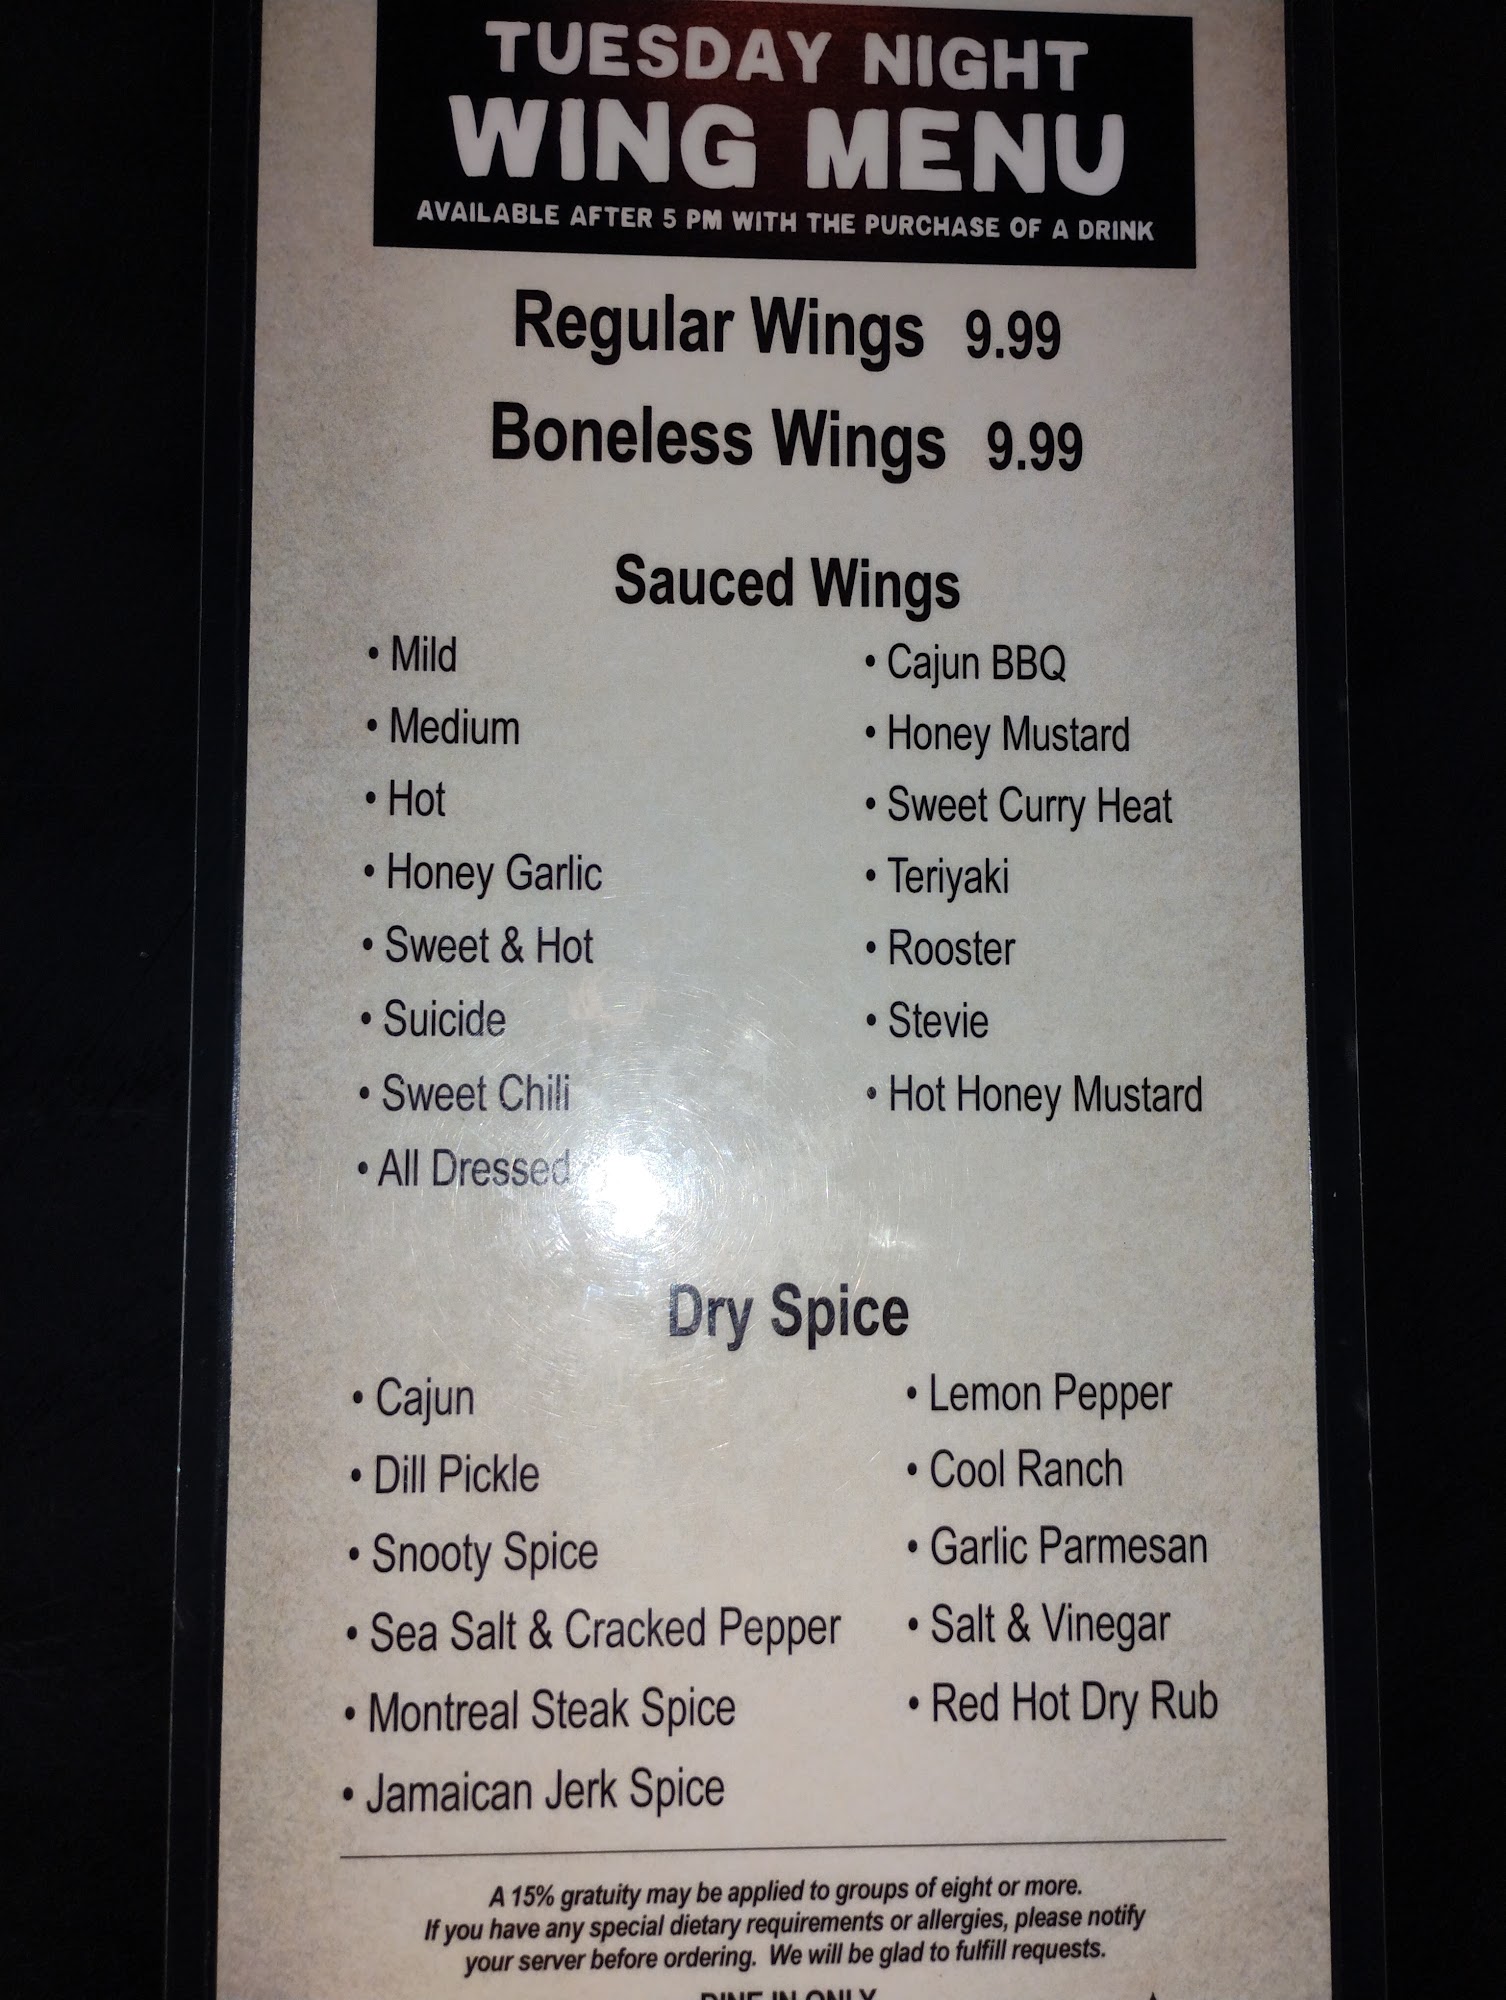 TUESDAY NIGHT
WING MENU
AVAILABLE AFTER 5 PM WITH THE PURCHASE OF A DRINK
Regular Wings 9.99
Boneless Wings 9.99
Sauced Wings
• Mild
• Medium
• Hot
• Honey Garlic
• Sweet & Hot
• Suicide
• Sweet Chili
• All Dressed
• Cajun BBQ
• Honey Mustard
• Sweet Curry Heat
• Teriyaki
• Rooster
• Stevie
• Hot Honey Mustard
Dry Spice
• Cajun
• Dill Pickle
• Snooty Spice
• Sea Salt & Cracked Pepper
• Montreal Steak Spice
• Jamaican Jerk Spice
• Lemon Pepper
• Cool Ranch
• Garlic Parmesan
• Salt & Vinegar
• Red Hot Dry Rub
A 15% gratuity may be applied to groups of eight or more.
If you have any special dietary requirements or allergies, please notify
your server before ordering. We will be glad to fulfill requests.
DINE IN ONLY